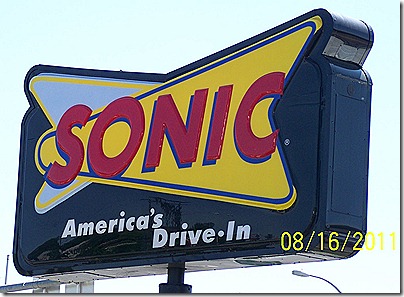 SONIC
®
America's
Drive-In
08/16/2011